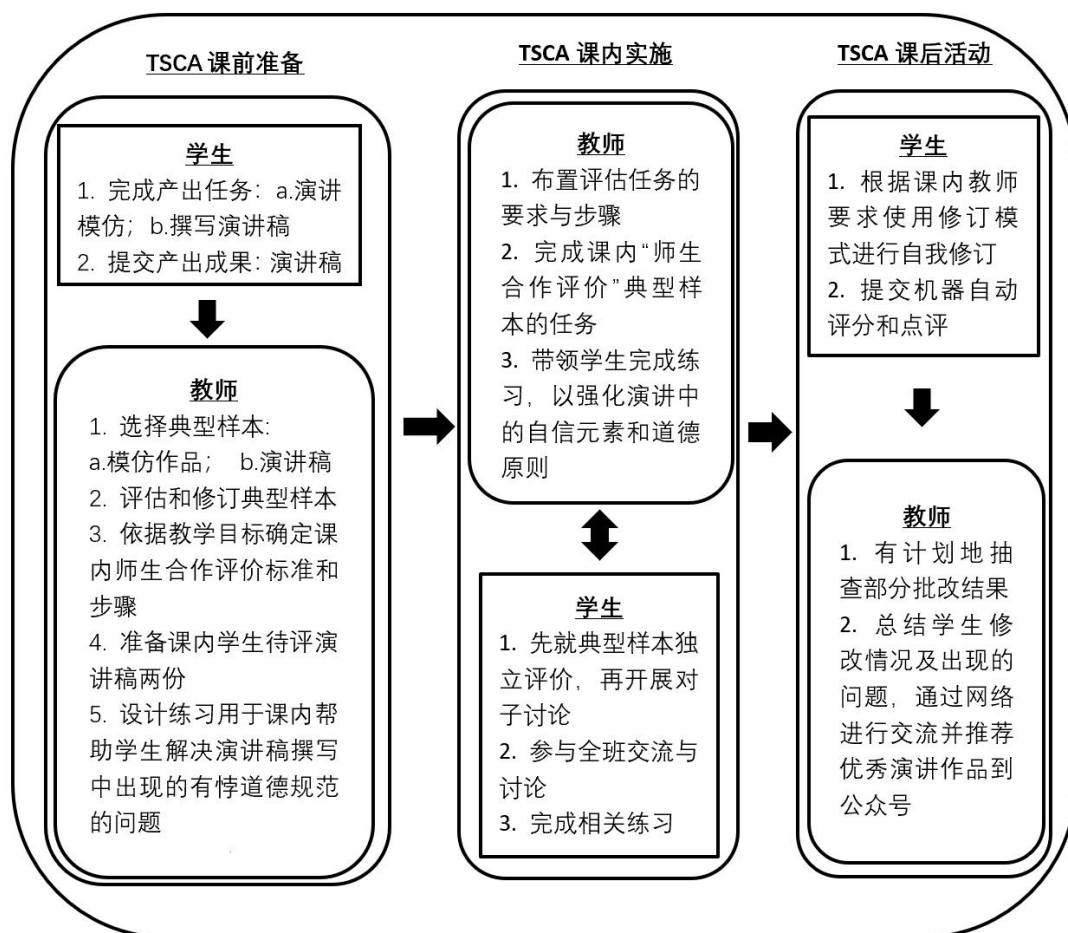 TSCA 课前准备
学生
1. 完成产出任务：a.演讲
模仿；b.撰写演讲稿
2. 提交产出成果：演讲稿
教师
1. 选择典型样本:
a.模仿作品； b.演讲稿
2. 评估和修订典型样本
3. 依据教学目标确定课
内师生合作评价标准和
步骤
4. 准备课内学生待评演
讲稿两份
5. 设计练习用于课内帮
助学生解决演讲稿撰写
中出现的有悖道德规范
的问题
TSCA 课内实施
教师
1. 布置评估任务的
要求与步骤
2. 完成课内“师生
合作评价”典型样
本的任务
3. 带领学生完成练
习，以强化演讲中
的自信元素和道德
原则
学生
1. 先就典型样本独
立评价，再开展对
子讨论
2. 参与全班交流与
讨论
3. 完成相关练习
TSCA 课后活动
学生
1. 根据课内教师
要求使用修订模
式进行自我修订
2. 提交机器自动
评分和点评
教师
1. 有计划地抽
查部分批改结果
2. 总结学生修
改情况及出现的
问题，通过网络
进行交流并推荐
优秀演讲作品到
公众号